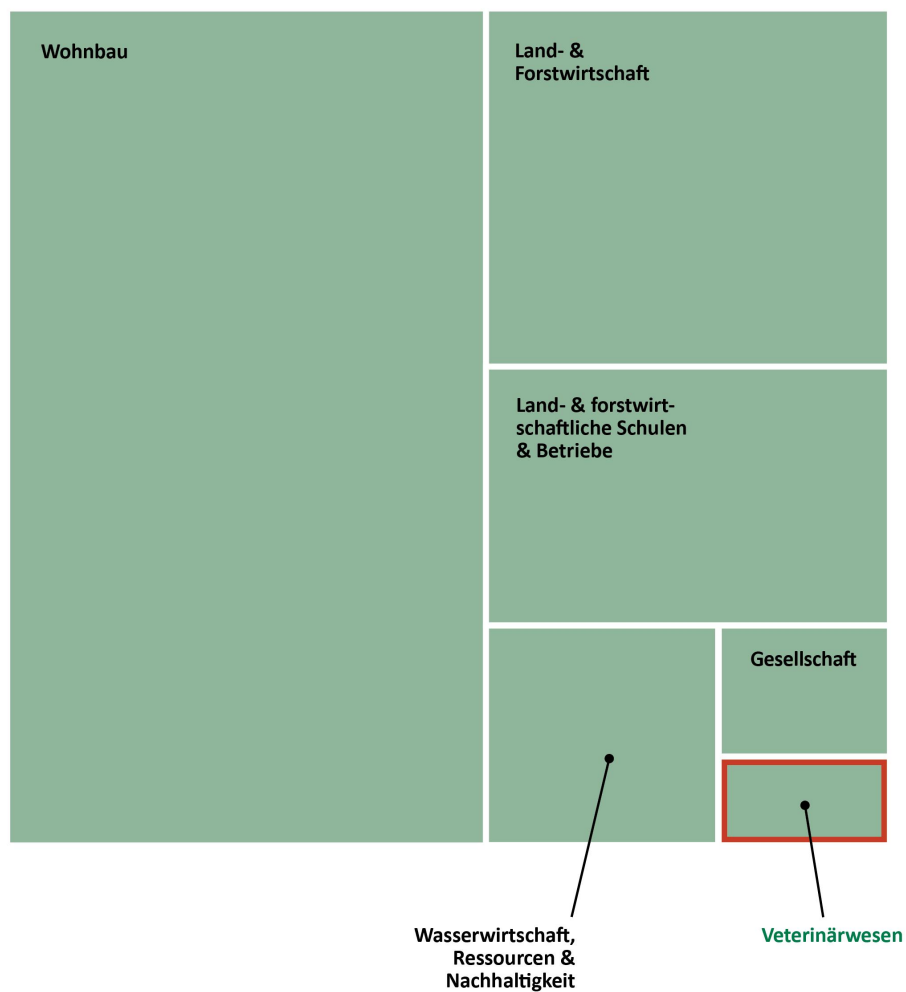 Wohnbau
Land- &
Forstwirtschaft
Land- & forstwirt-
schaftliche Schulen
& Betriebe
Gesellschaft
Wasserwirtschaft,
Ressourcen &
Nachhaltigkeit
Veterinärwesen